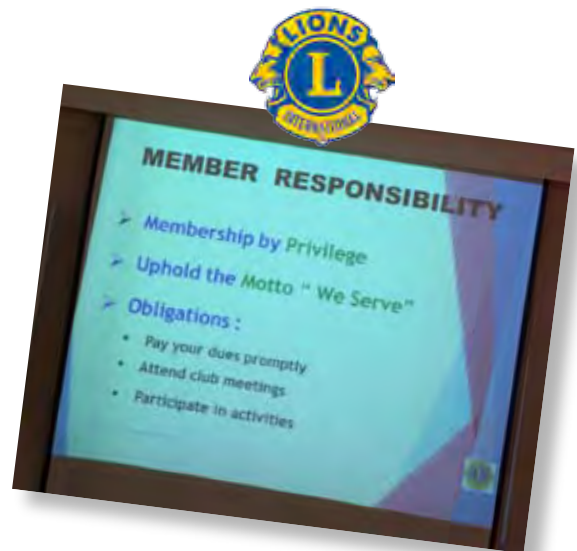 LIONS
L
INTERNATIONAL
MEMBER RESPONSIBILITY
Membership by Privilege
Uphold the Motto “ We Serve”
Obligations :
Pay your dues promptly
Attend club meetings
Participate in activities